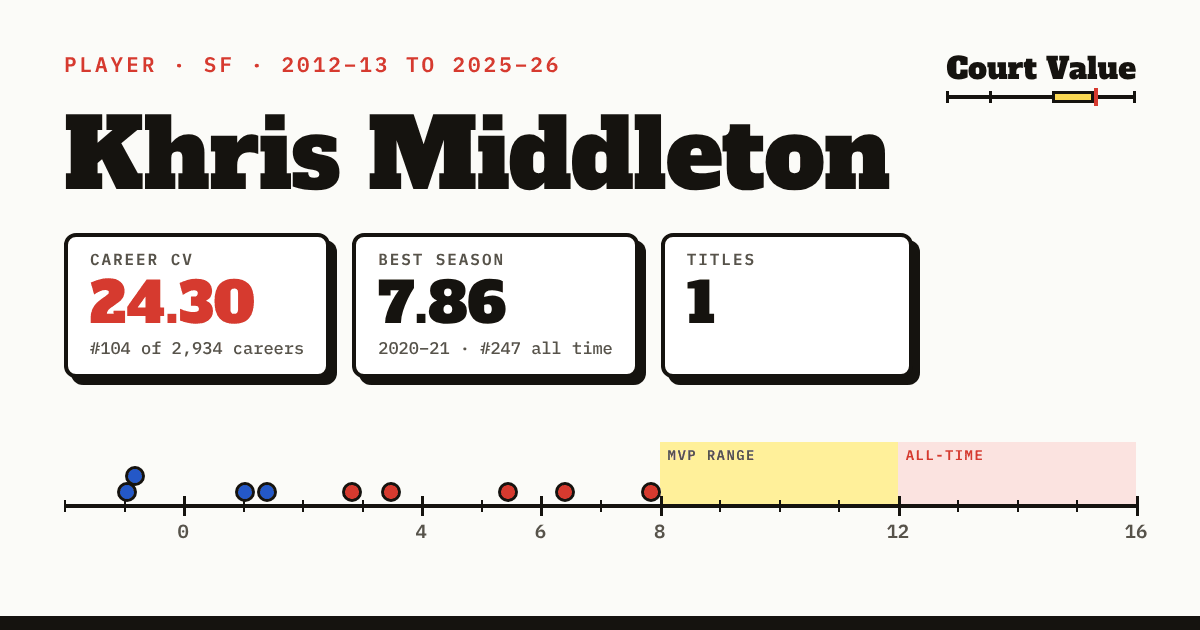 PLAYER · SF · 2012–13 TO 2025–26
Court Value
Khris Middleton
CAREER CV
24.30
#104 of 2,934 careers
BEST SEASON
7.86
2020–21 · #247 all time
TITLES
1
MVP RANGE
ALL-TIME
0 4 6 8 12 16